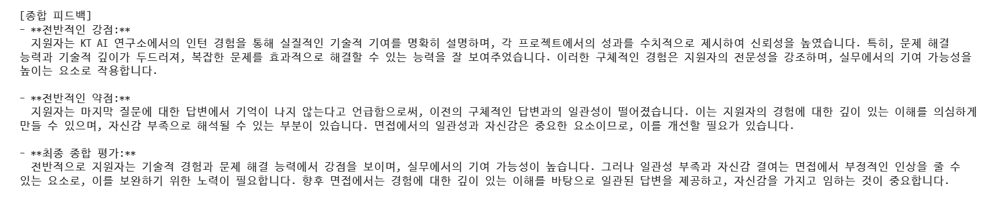 [종합 피드백]
- **전반적인 강점:**
지원자는 KT AI 연구소에서의 인턴 경험을 통해 실질적인 기술적 기여를 명확히 설명하며, 각 프로젝트에서의 성과를 수치적으로 제시하여 신뢰성을 높였습니다. 특히, 문제 해결
능력과 기술적 깊이가 두드러져, 복잡한 문제를 효과적으로 해결할 수 있는 능력을 잘 보여주었습니다. 이러한 구체적인 경험은 지원자의 전문성을 강조하며, 실무에서의 기여 가능성을
높이는 요소로 작용합니다.
- **전반적인 약점:**
지원자는 마지막 질문에 대한 답변에서 기억이 나지 않는다고 언급함으로써, 이전의 구체적인 답변과의 일관성이 떨어졌습니다. 이는 지원자의 경험에 대한 깊이 있는 이해를 의심하게
만들 수 있으며, 자신감 부족으로 해석될 수 있는 부분이 있습니다. 면접에서의 일관성과 자신감은 중요한 요소이므로, 이를 개선할 필요가 있습니다.
- **최종 종합 평가:**
전반적으로 지원자는 기술적 경험과 문제 해결 능력에서 강점을 보이며, 실무에서의 기여 가능성이 높습니다. 그러나 일관성 부족과 자신감 결여는 면접에서 부정적인 인상을 줄 수
있는 요소로, 이를 보완하기 위한 노력이 필요합니다. 향후 면접에서는 경험에 대한 깊이 있는 이해를 바탕으로 일관된 답변을 제공하고, 자신감을 가지고 임하는 것이 중요합니다.